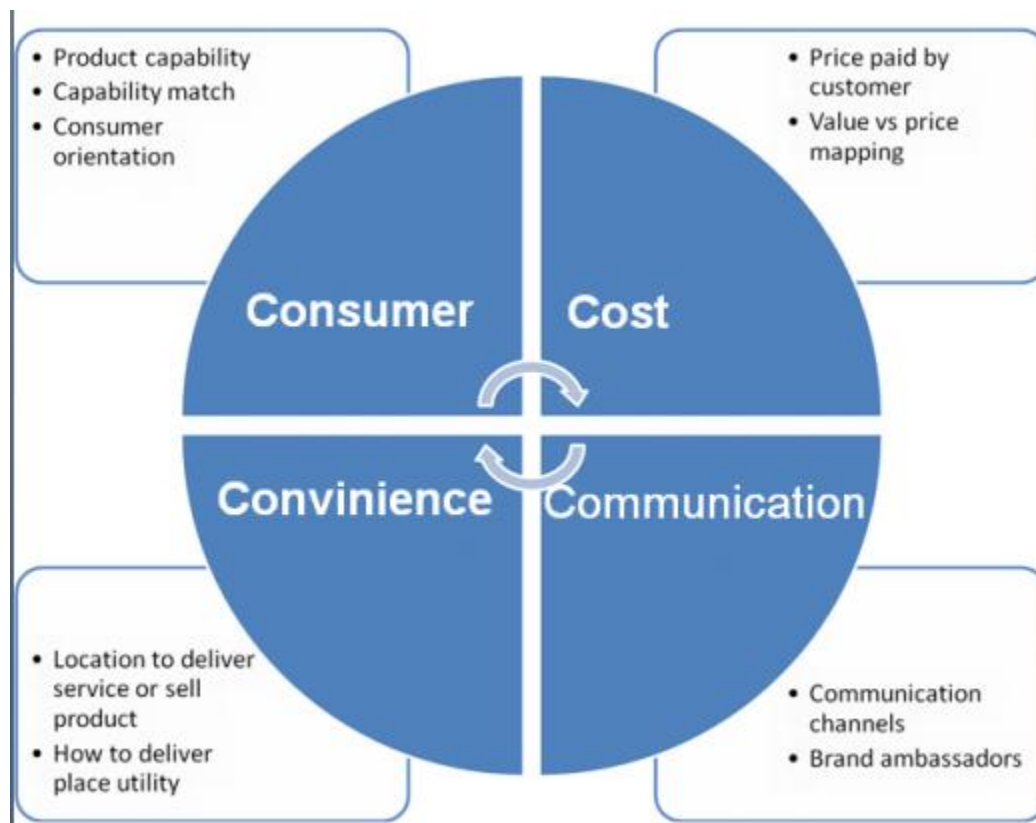 • Product capability
• Capability match
• Consumer
orientation
• Price paid by
customer
• Value vs price
mapping
Consumer
Cost
Convinience
Communication
• Location to deliver
service or sell
product
• How to deliver
place utility
• Communication
channels
• Brand ambassadors